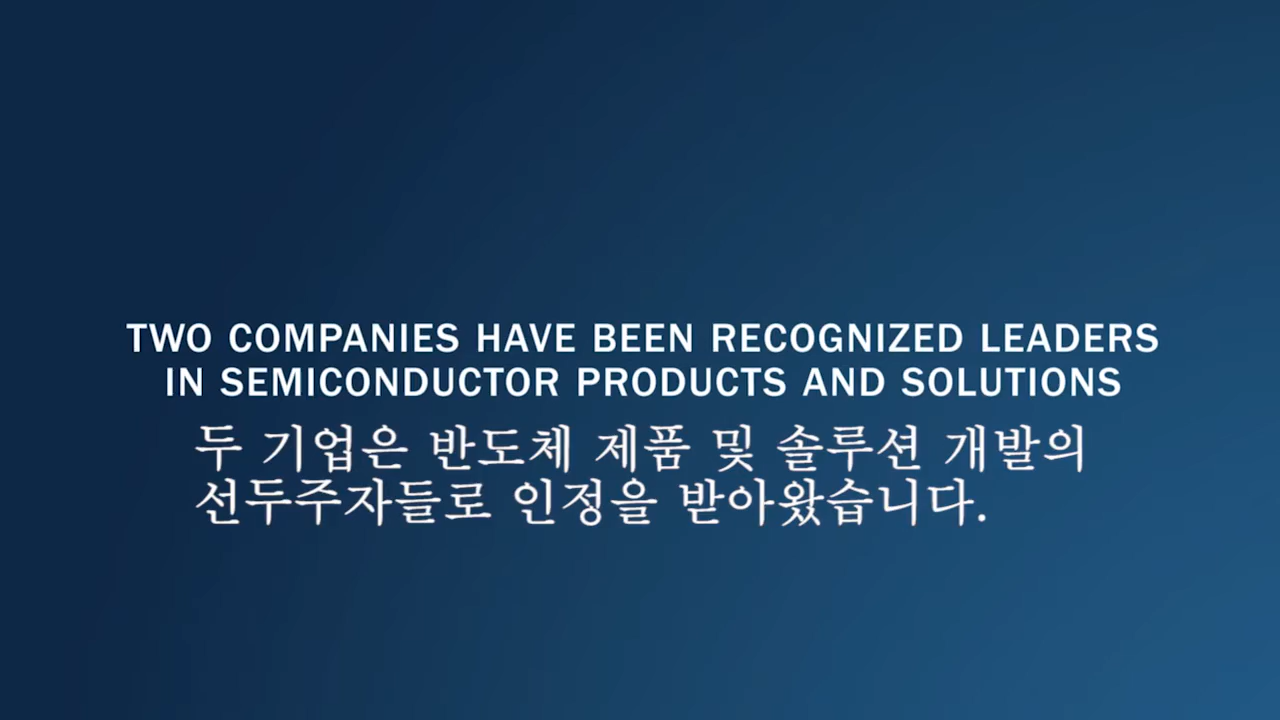 TWO COMPANIES HAVE BEEN RECOGNIZED LEADERS
IN SEMICONDUCTOR PRODUCTS AND SOLUTIONS
두 기업은 반도체 제품 및 솔루션 개발의
선두주자들로 인정을 받아왔습니다.